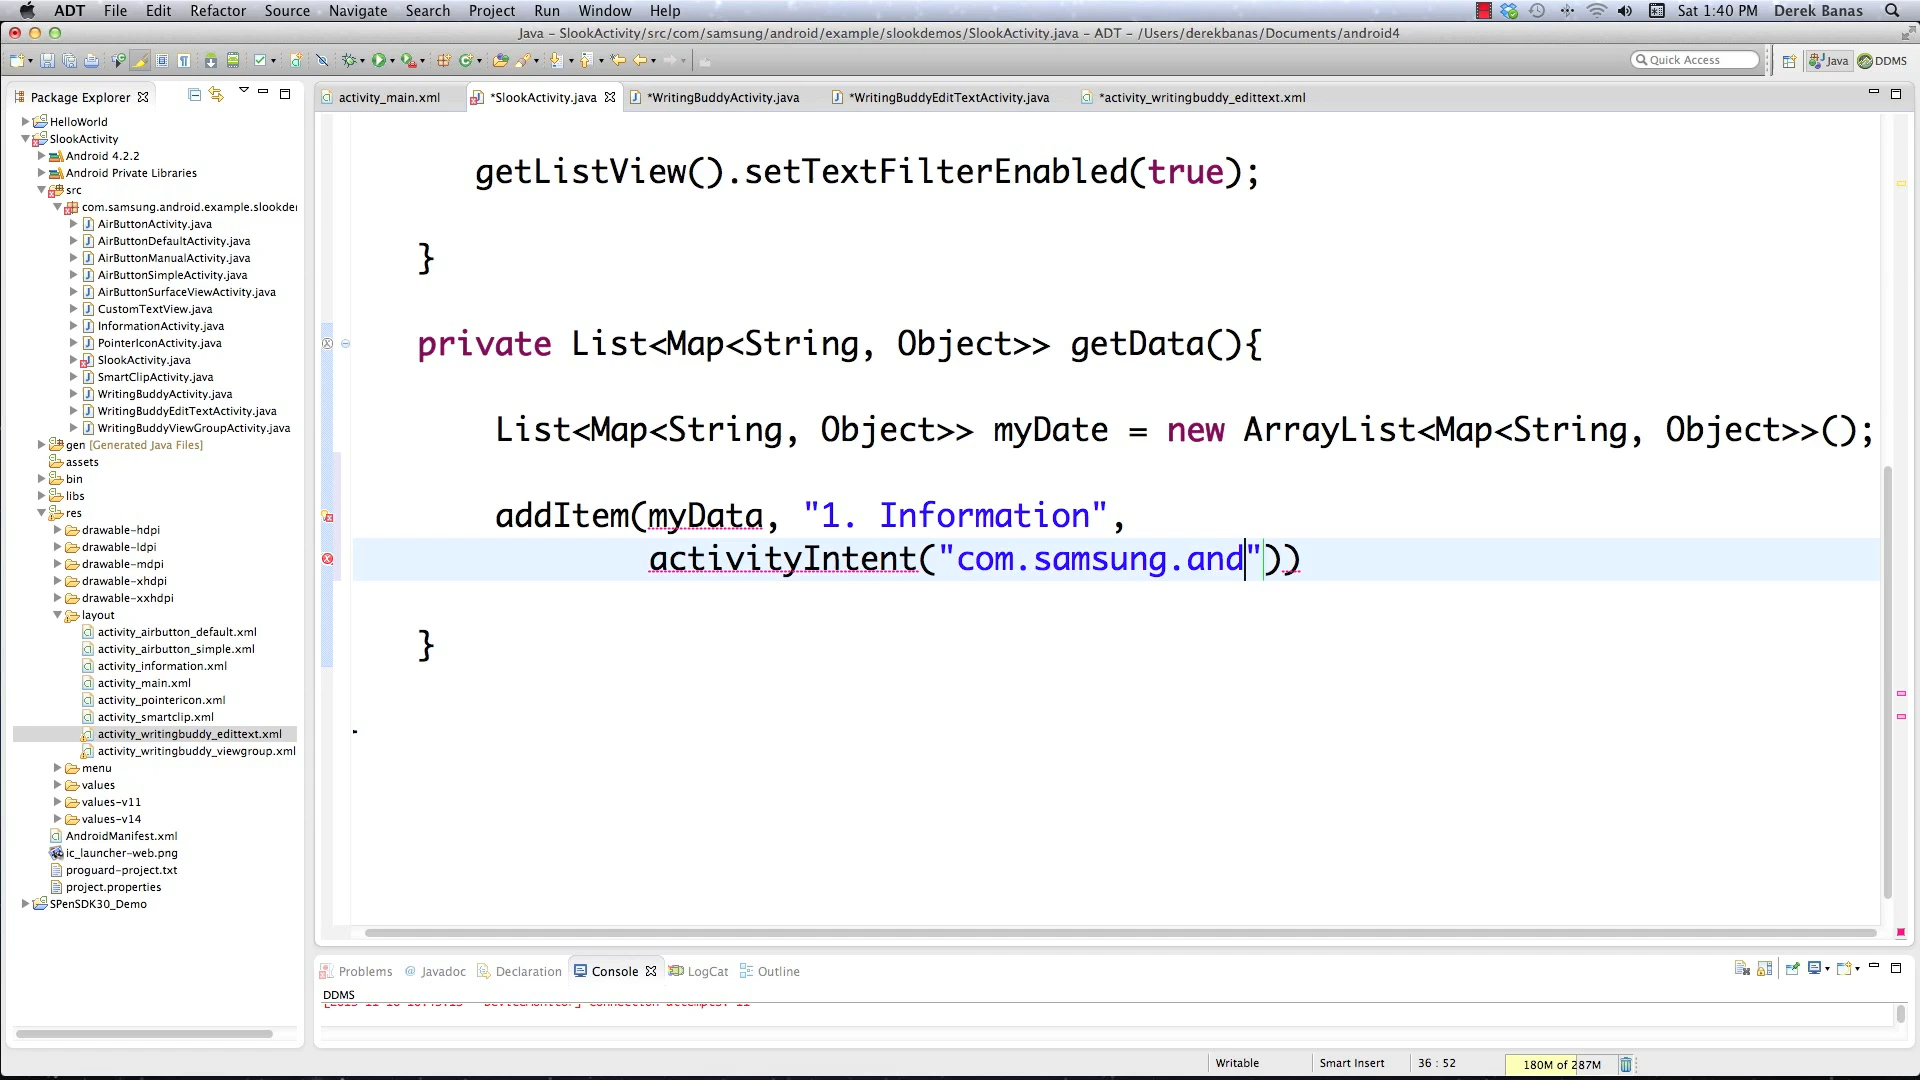 ADT File Edit Refactor Source Navigate Search Project Run Window Help Sat 1:40 PM Derek Banas
Java – SlookActivity/src/com/samsung/android/example/slookdemos/SlookActivity.java – ADT – /Users/derekbanas/Documents/android4
Quick Access Java DDMS
Package Explorer
activity_main.xml *SlookActivity.java *WritingBuddyActivity.java *WritingBuddyEditTextActivity.java *activity_writingbuddy_edittext.xml
HelloWorld
SlookActivity
Android 4.2.2
Android Private Libraries
src
com.samsung.android.example.slookde
AirButtonActivity.java
AirButtonDefaultActivity.java
AirButtonManualActivity.java
AirButtonSimpleActivity.java
AirButtonSurfaceViewActivity.java
CustomTextView.java
InformationActivity.java
PointerIconActivity.java
SlookActivity.java
SmartClipActivity.java
WritingBuddyActivity.java
WritingBuddyEditTextActivity.java
WritingBuddyViewGroupActivity.java
gen [Generated Java Files]
assets
bin
libs
res
drawable-hdpi
drawable-ldpi
drawable-mdpi
drawable-xhdpi
drawable-xxhdpi
layout
activity_airbutton_default.xml
activity_airbutton_simple.xml
activity_information.xml
activity_main.xml
activity_pointericon.xml
activity_smartclip.xml
activity_writingbuddy_edittext.xml
activity_writingbuddy_viewgroup.xml
menu
values
values-v11
values-v14
AndroidManifest.xml
ic_launcher-web.png
proguard-project.txt
project.properties
SPenSDK30_Demo
getListView().setTextFilterEnabled(true);
}
private List<Map<String, Object>> getData(){
List<Map<String, Object>> myDate = new ArrayList<Map<String, Object>>();
addItem(myData, "1. Information",
activityIntent("com.samsung.and"))
}
Problems Javadoc Declaration Console LogCat Outline
DDMS
Writable Smart Insert 36 : 52 180M of 287M